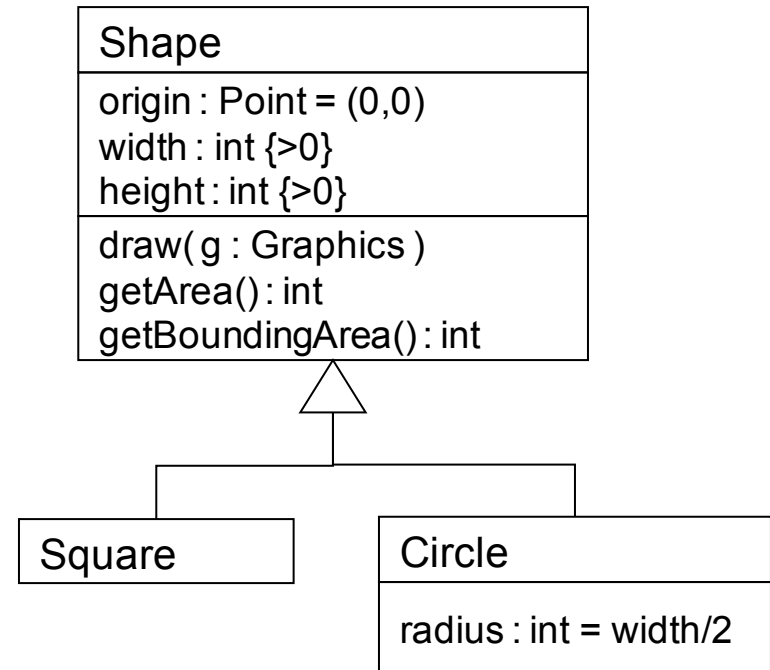 Shape
origin : Point = (0,0)
width : int {>0}
height : int {>0}
draw( g : Graphics )
getArea() : int
getBoundingArea() : int
Square
Circle
radius : int = width/2